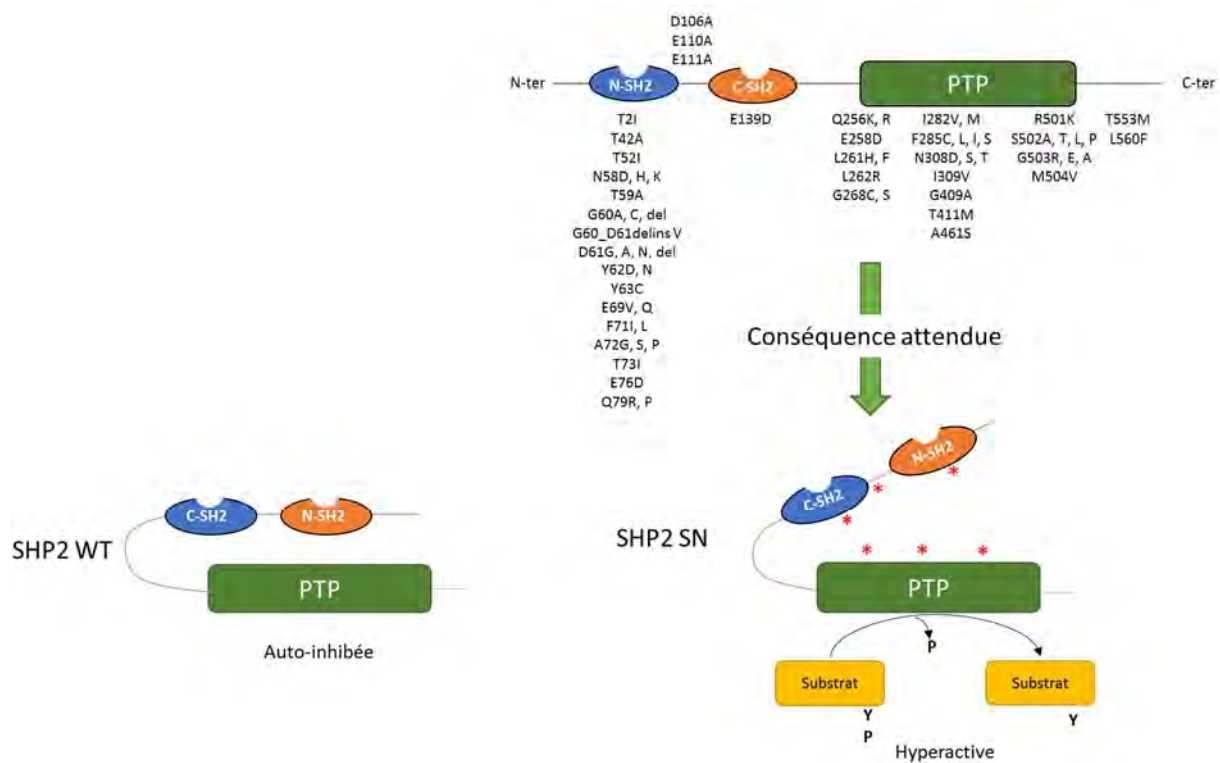 D106A
E110A
E111A
N-ter
N-SH2
C-SH2
PTP
C-ter
T2I
T42A
T52I
N58D, H, K
T59A
G60A, C, del
G60_D61delins V
D61G, A, N, del
Y62D, N
Y63C
E69V, Q
F71I, L
A72G, S, P
T73I
E76D
Q79R, P
E139D
Q256K, R
E258D
L261H, F
L262R
G268C, S
I282V, M
F285C, L, I, S
N308D, S, T
I309V
G409A
T411M
A461S
R501K
S502A, T, L, P
G503R, E, A
M504V
T553M
L560F
Conséquence attendue
C-SH2
N-SH2
SHP2 WT
PTP
Auto-inhibée
N-SH2
*
C-SH2
*
*
SHP2 SN
* * *
PTP
P
Substrat
Substrat
Y
P
Y
Hyperactive